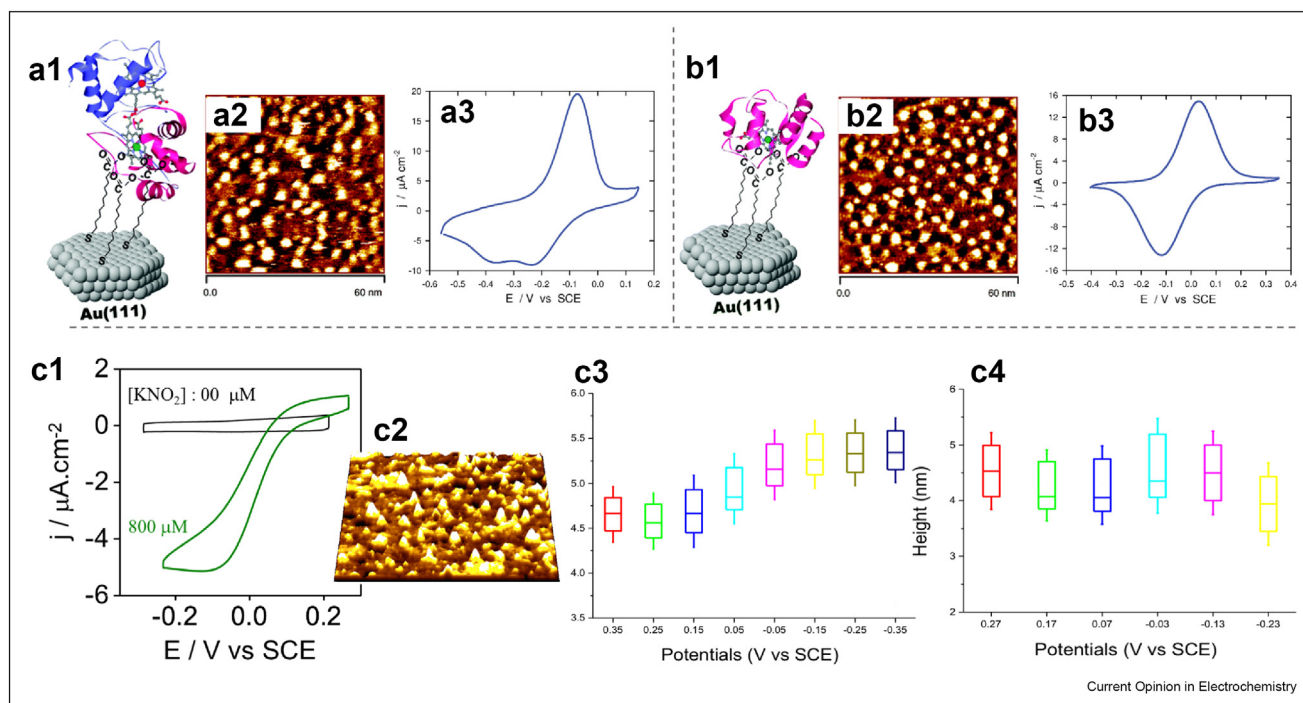 a1
a2
0.0 60 nm
Au(111)
S S S
O C O C O C O
a3
j / μA cm-2
20
15
10
5
0
-5
-10
-0.6 -0.5 -0.4 -0.3 -0.2 -0.1 0.0 0.1 0.2
E / V vs SCE
b1
Au(111)
S S S
b2
0.0 60 nm
b3
j / μA cm-2
16
12
8
4
0
-4
-8
-12
-16
-0.5 -0.4 -0.3 -0.2 -0.1 0.0 0.1 0.2 0.3 0.4
E / V vs SCE
c1
j / μA.cm-2
2
0
-2
-4
-6
[KNO2] : 00 μM
800 μM
-0.2 0.0 0.2
E / V vs SCE
c2
c3
6.0
5.5
5.0
4.5
4.0
3.5
0.35 0.25 0.15 0.05 -0.05 -0.15 -0.25 -0.35
Potentials (V vs SCE)
c4
Height (nm)
6
5
4
3
2
0.27 0.17 0.07 -0.03 -0.13 -0.23
Potentials (V vs SCE)
Current Opinion in Electrochemistry